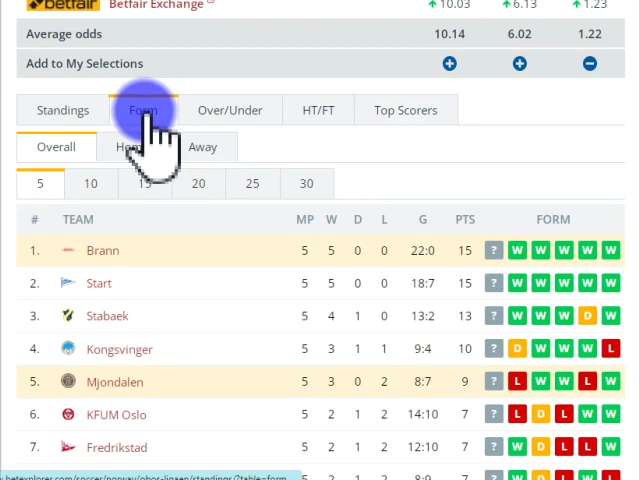 betfair Betfair Exchange 10.03 6.13 1.23
Average odds 10.14 6.02 1.22
Add to My Selections
Standings Form Over/Under HT/FT Top Scorers
Overall Away
5 10 15 20 25 30
# TEAM MP W D L G PTS FORM
1. Brann 5 5 0 0 22:0 15 ? W W W W W
2. Start 5 5 0 0 18:7 15 ? W W W W W
3. Stabaek 5 4 1 0 13:2 13 ? W W W D W
4. Kongsvinger 5 3 1 1 9:4 10 ? D W W W L
5. Mjondalen 5 3 0 2 8:7 9 ? L W W L W
6. KFUM Oslo 5 2 1 2 14:10 7 ? L D L W W
7. Fredrikstad 5 2 1 2 12:10 7 ? W D L L W